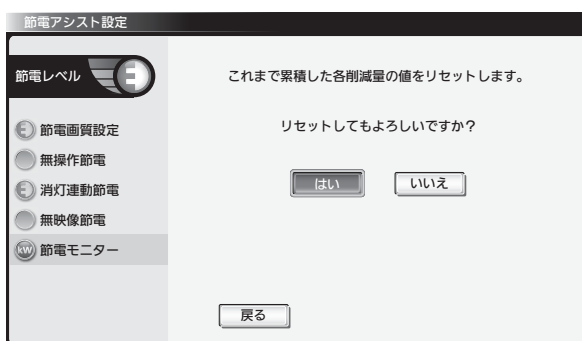 節電アシスト設定
節電レベル E
これまで累積した各削減量の値をリセットします。
リセットしてもよろしいですか?
はい いいえ
E 節電画質設定
無操作節電
E 消灯連動節電
無映像節電
kW 節電モニター
戻る